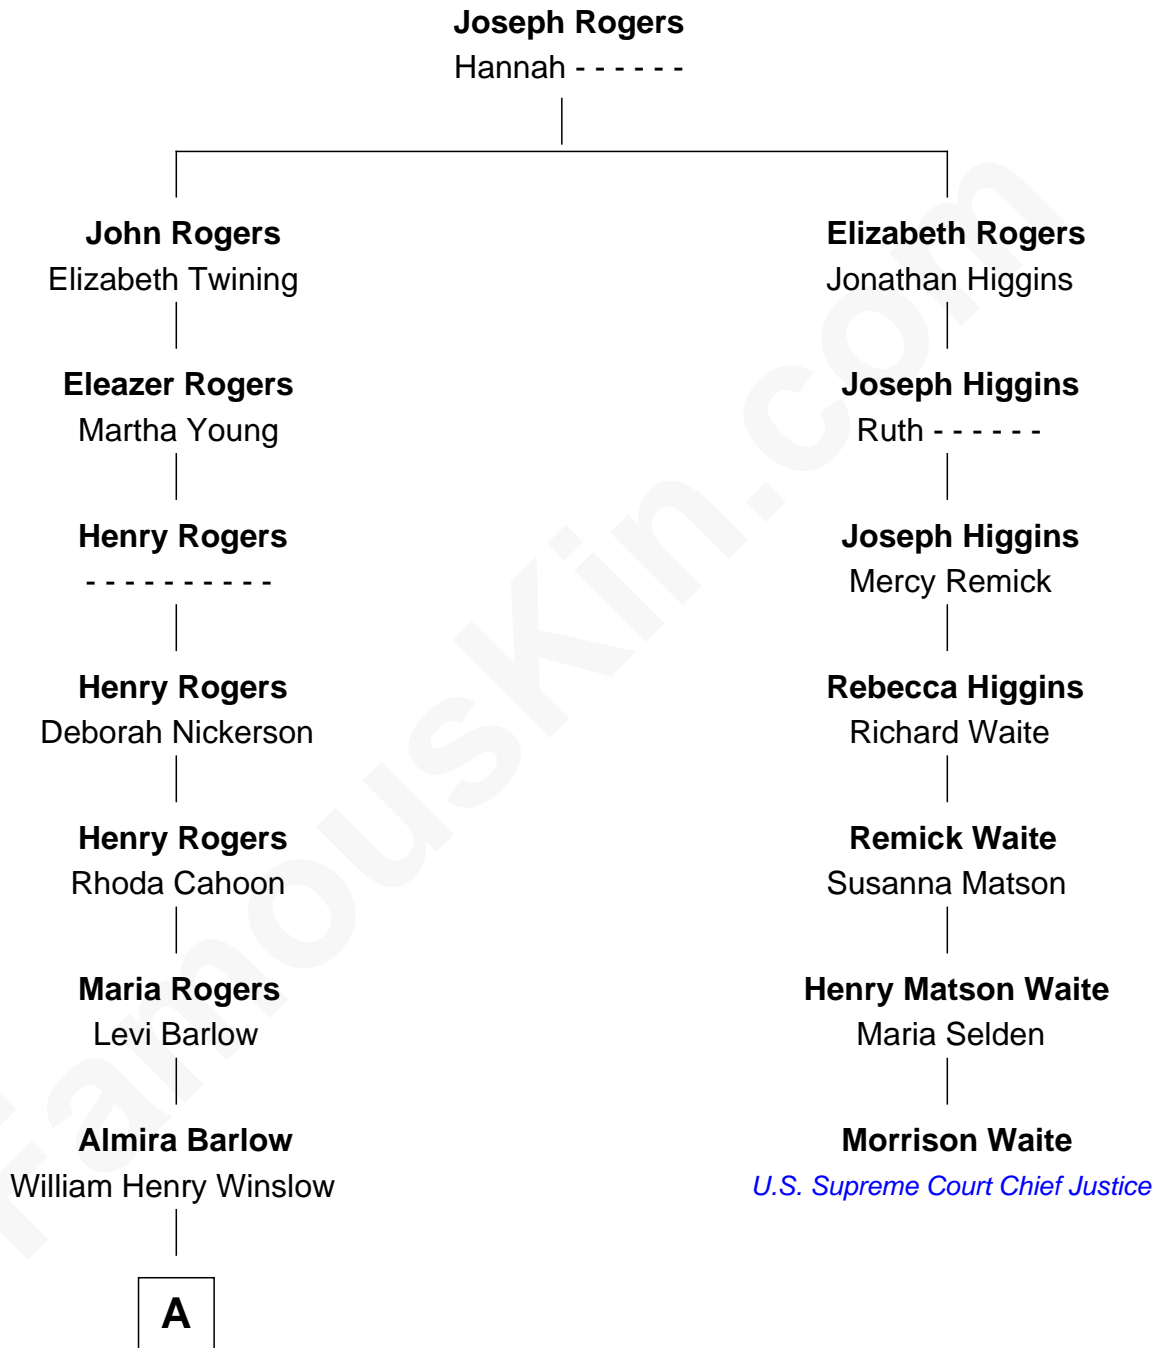 Joseph Rogers
Hannah - - - - - -
John Rogers
Elizabeth Twining
Elizabeth Rogers
Jonathan Higgins
Eleazer Rogers
Martha Young
Joseph Higgins
Ruth - - - - - -
Henry Rogers
- - - - - - - - - -
Joseph Higgins
Mercy Remick
Henry Rogers
Deborah Nickerson
Rebecca Higgins
Richard Waite
Henry Rogers
Rhoda Cahoon
Remick Waite
Susanna Matson
Maria Rogers
Levi Barlow
Henry Matson Waite
Maria Selden
Almira Barlow
William Henry Winslow
Morrison Waite
U.S. Supreme Court Chief Justice
A
FamousKin.com